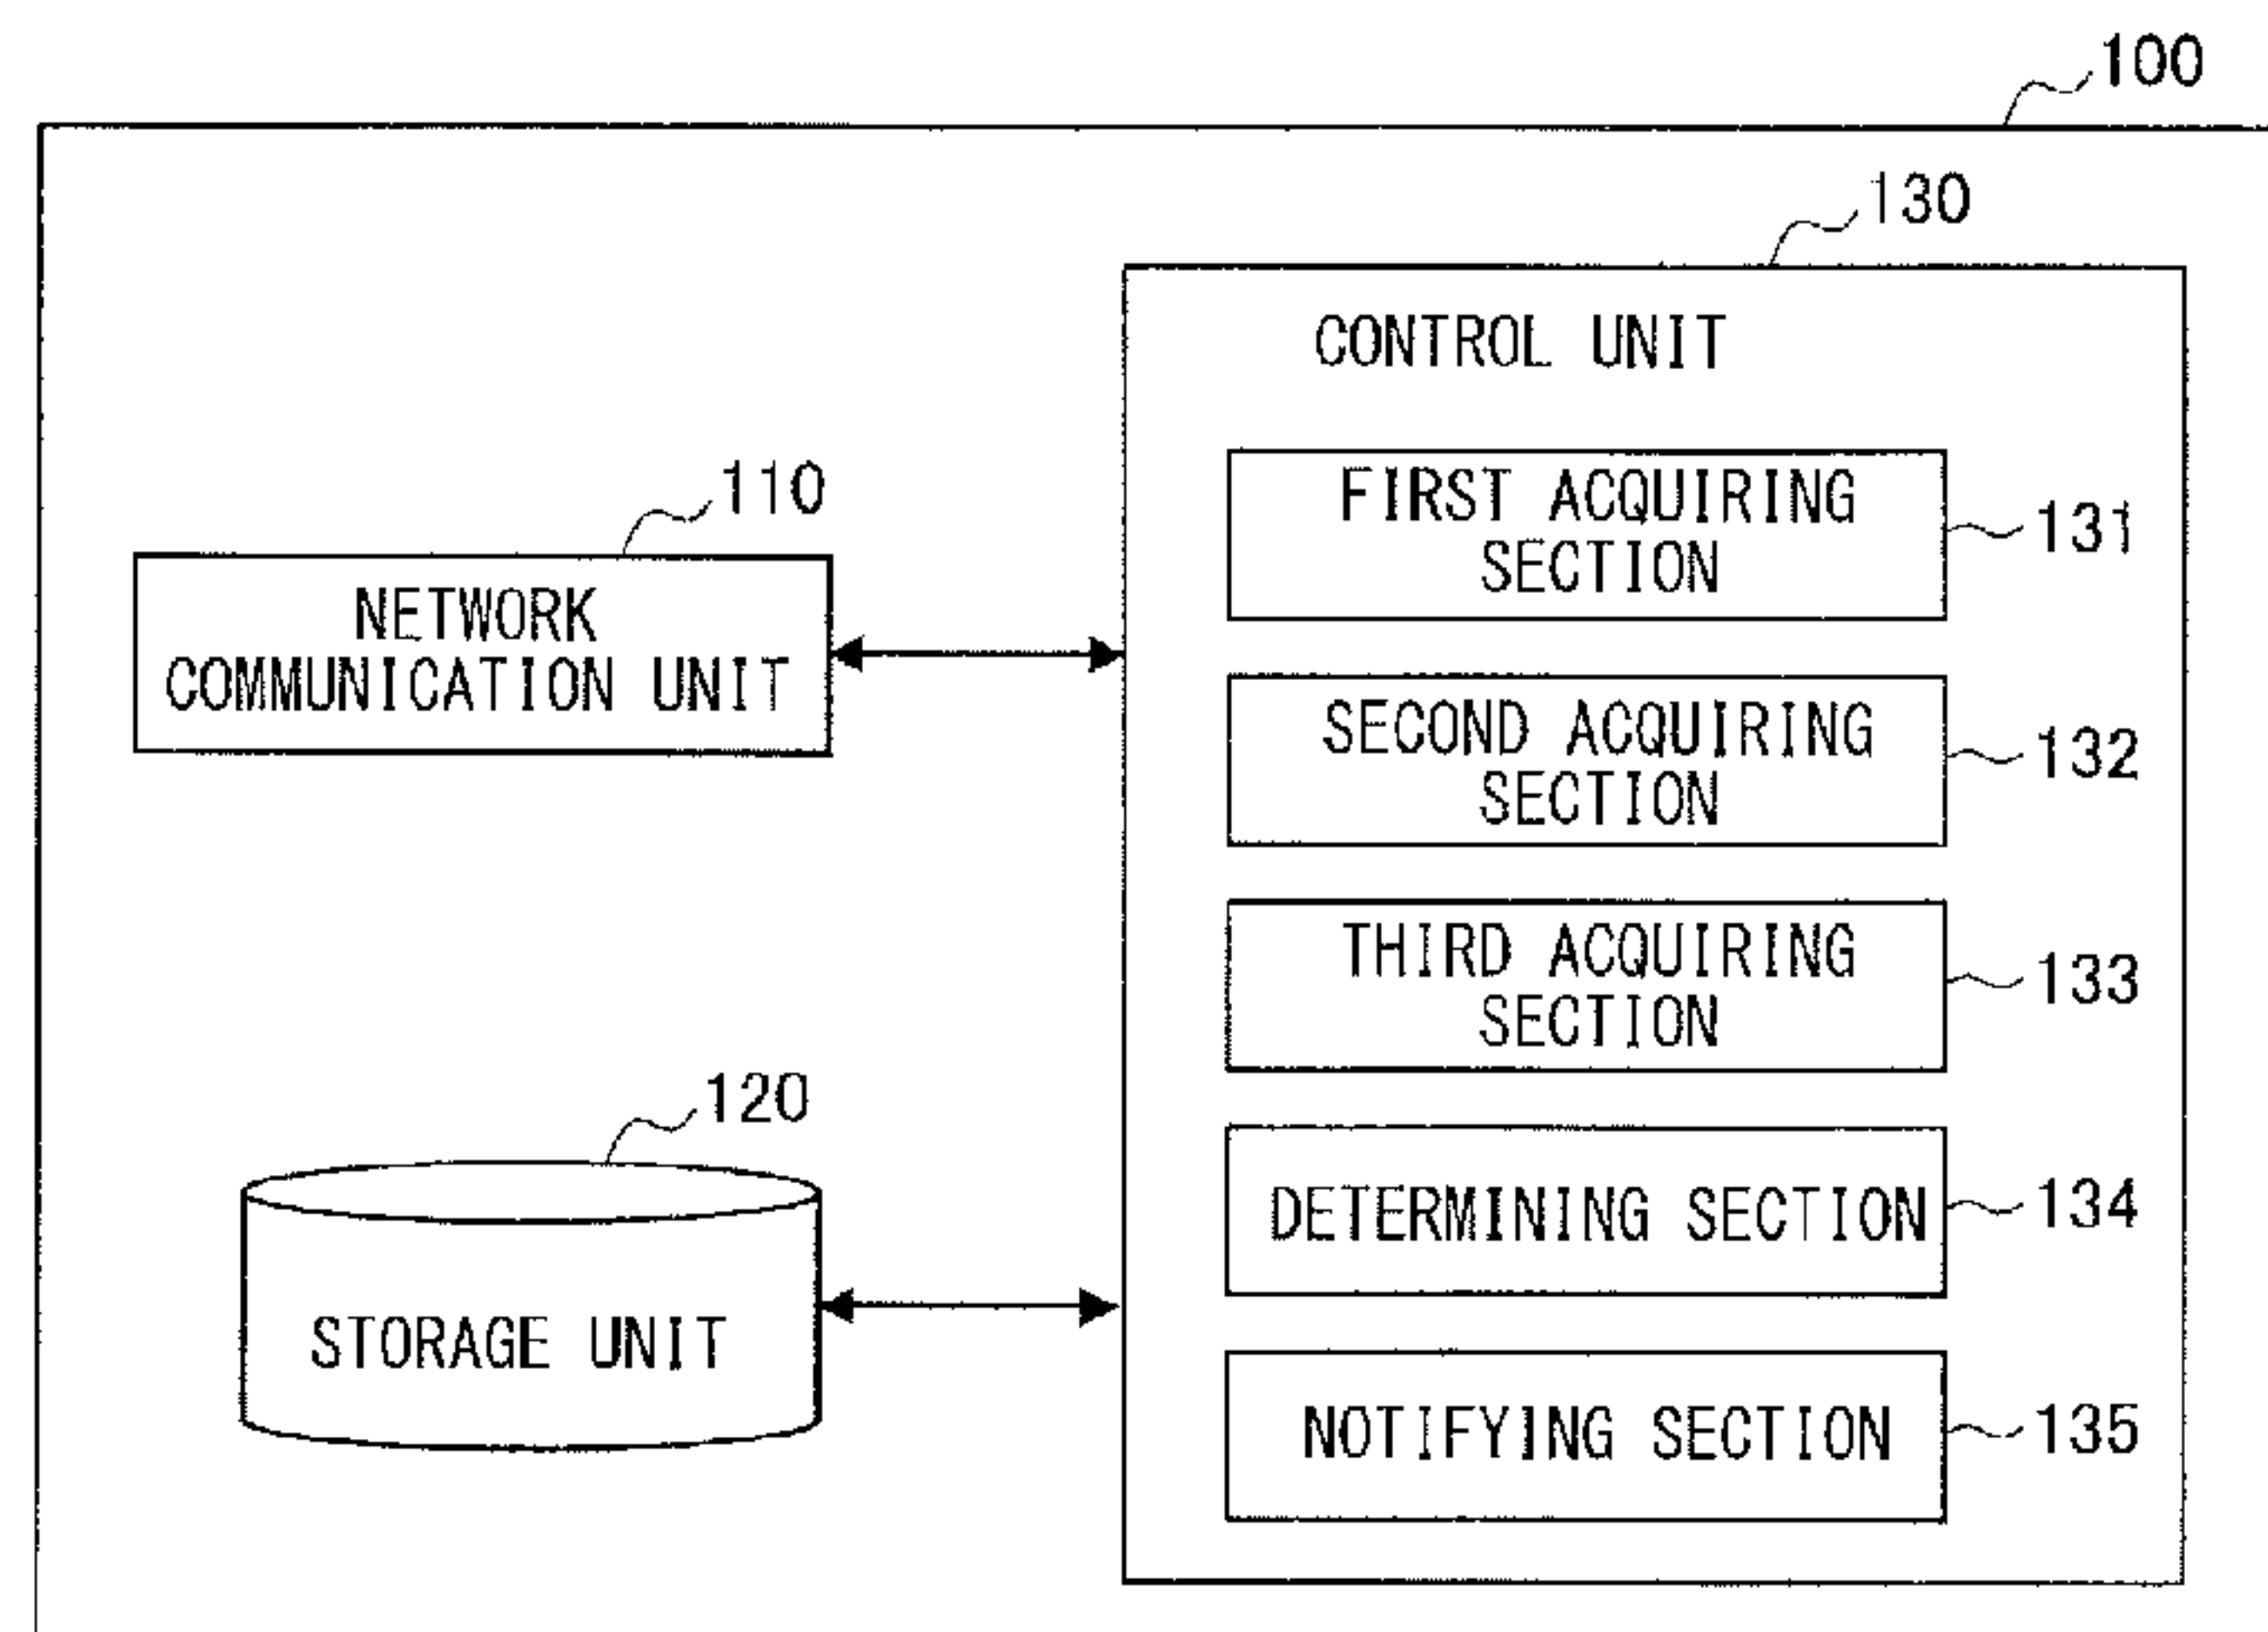 100
130
CONTROL UNIT
110
NETWORK
COMMUNICATION UNIT
FIRST ACQUIRING
SECTION
131
SECOND ACQUIRING
SECTION
132
THIRD ACQUIRING
SECTION
133
120
STORAGE UNIT
DETERMINING SECTION
134
NOTIFYING SECTION
135